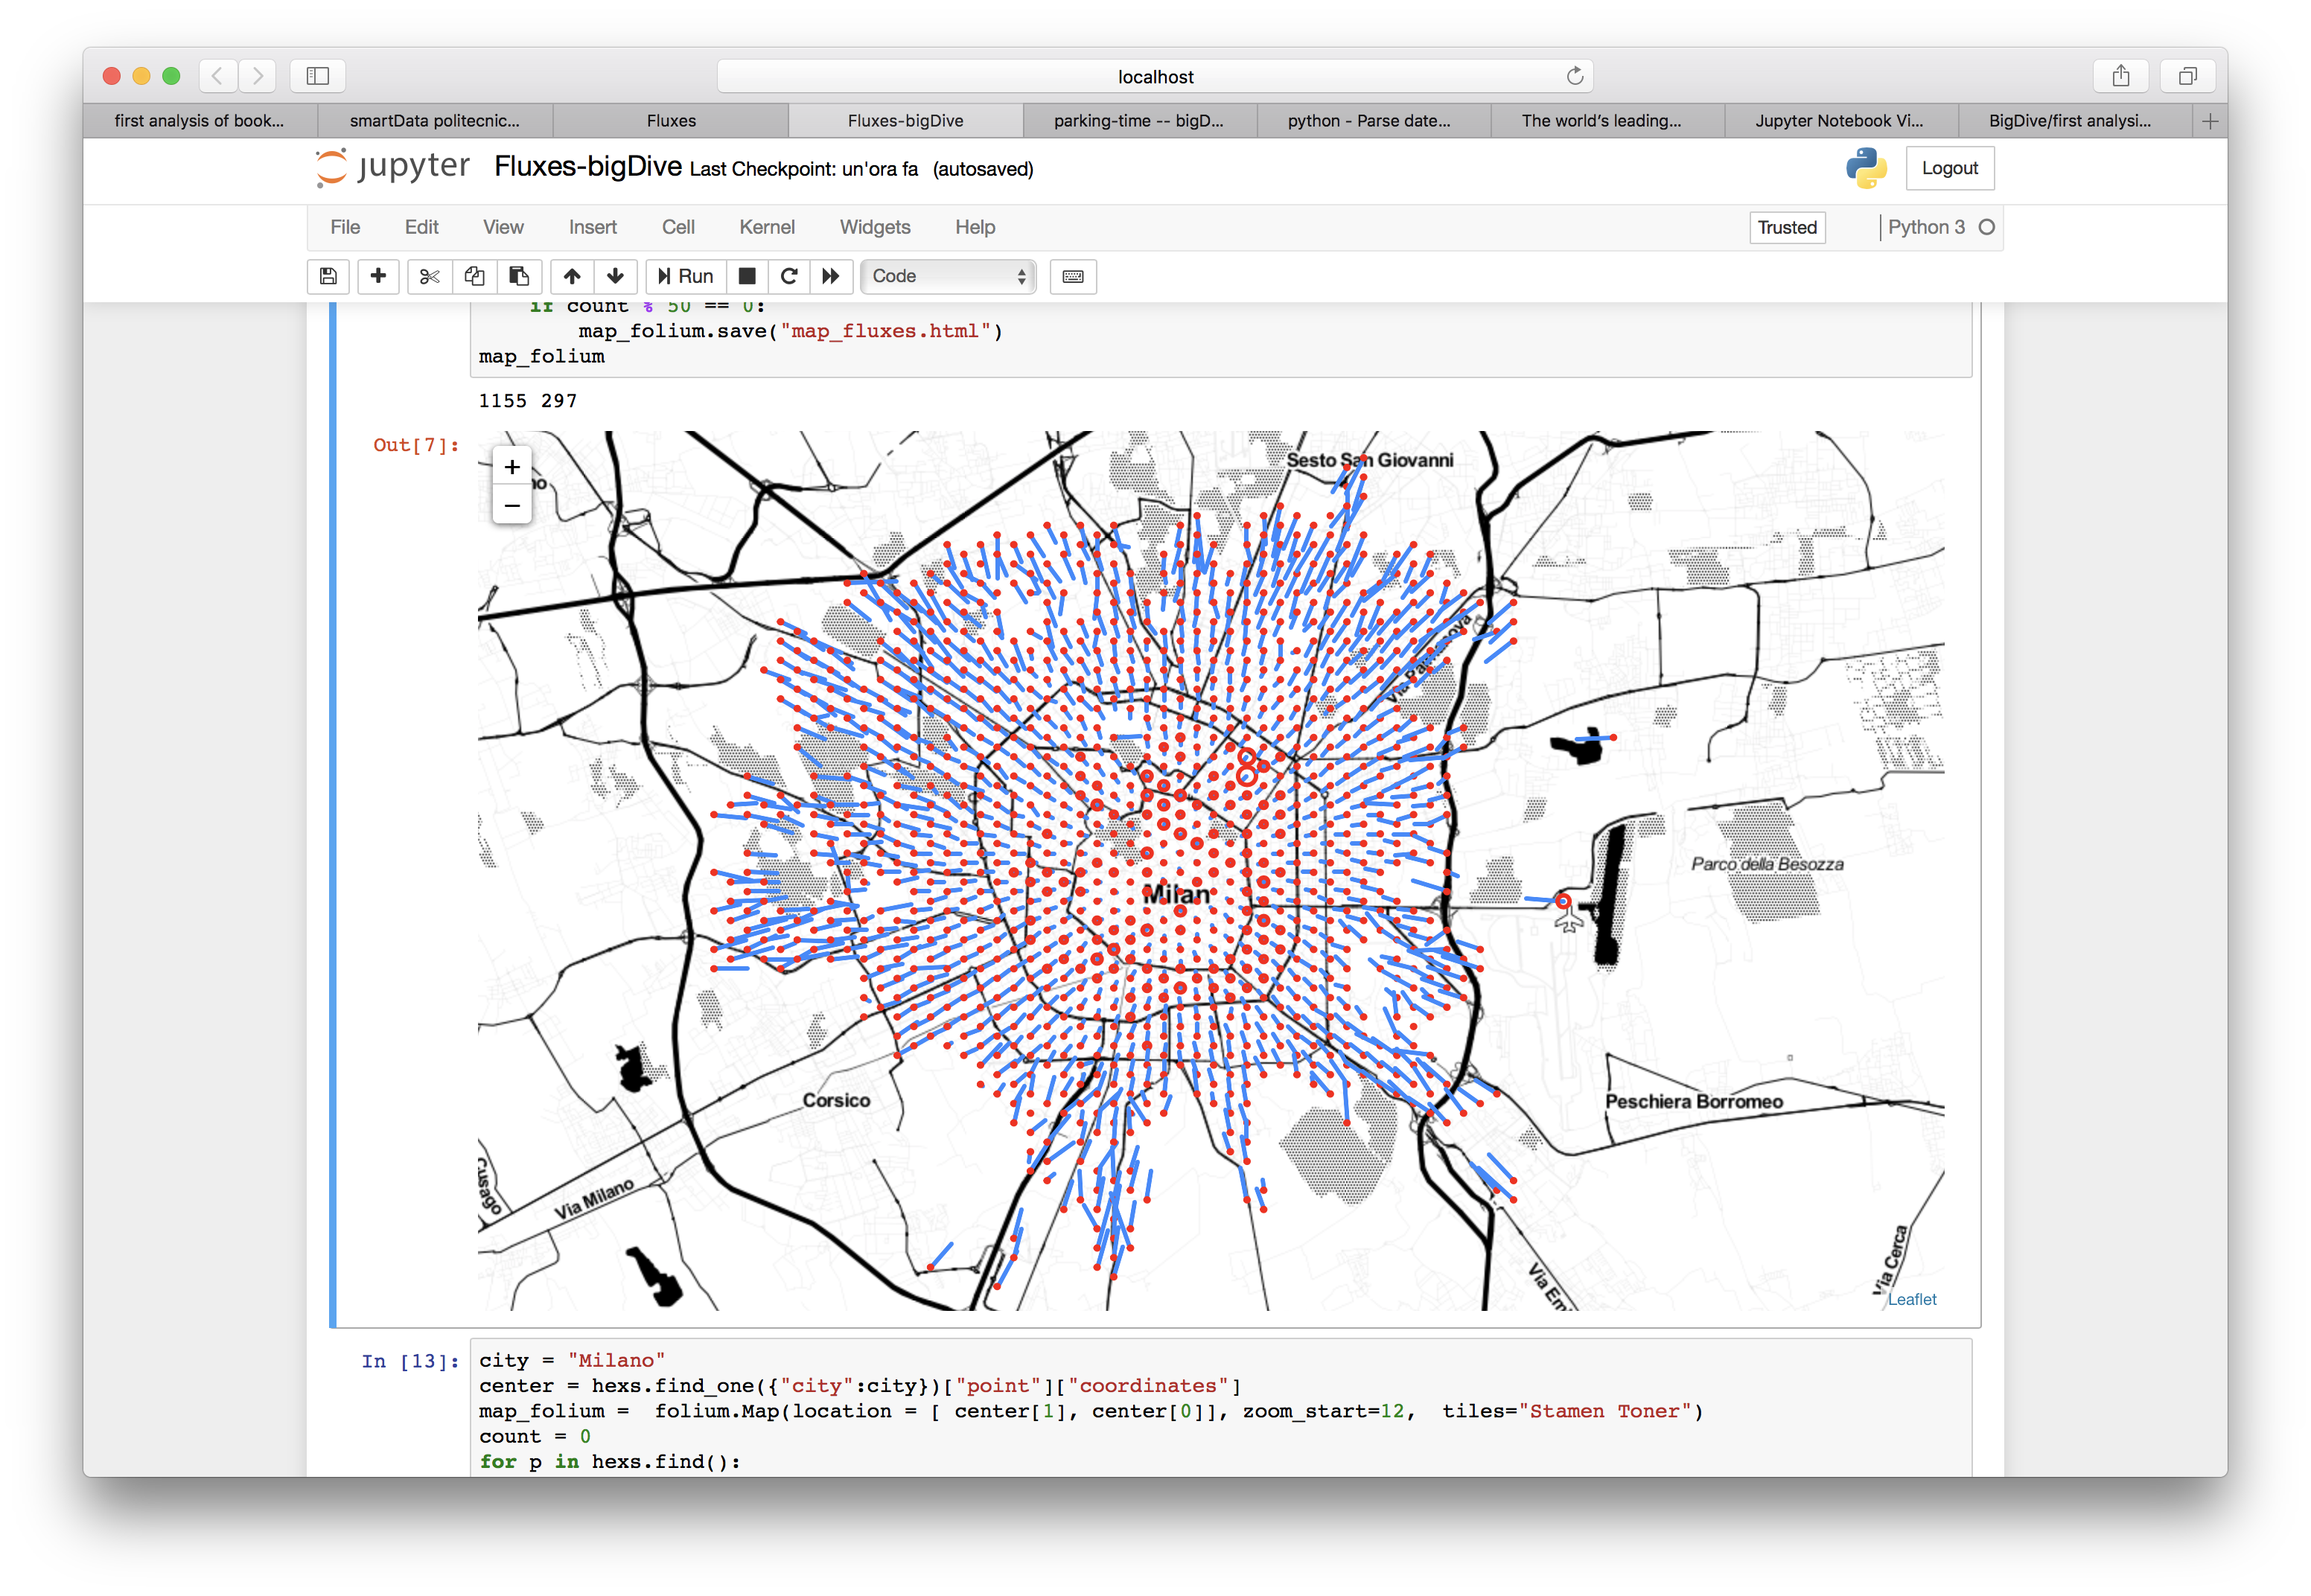 localhost
first analysis of book...
smartData politecnic...
Fluxes
Fluxes-bigDive
parking-time -- bigD...
python - Parse date...
The world's leading...
Jupyter Notebook Vi...
BigDive/first analysi...
jupyter Fluxes-bigDive Last Checkpoint: un'ora fa (autosaved)
Logout
File Edit View Insert Cell Kernel Widgets Help
Trusted
Python 3
Run
Code
if count % 50 == 0:
map_folium.save("map_fluxes.html")
map_folium
1155 297
Out[7]:
+
−
Sesto San Giovanni
Milan
Parco della Besozza
Corsico
Peschiera Borromeo
Cusago
Via Milano
Via Cerca
Leaflet
In [13]:
city = "Milano"
center = hexs.find_one({"city":city})["point"]["coordinates"]
map_folium =  folium.Map(location = [ center[1], center[0]], zoom_start=12,  tiles="Stamen Toner")
count = 0
for p in hexs.find():